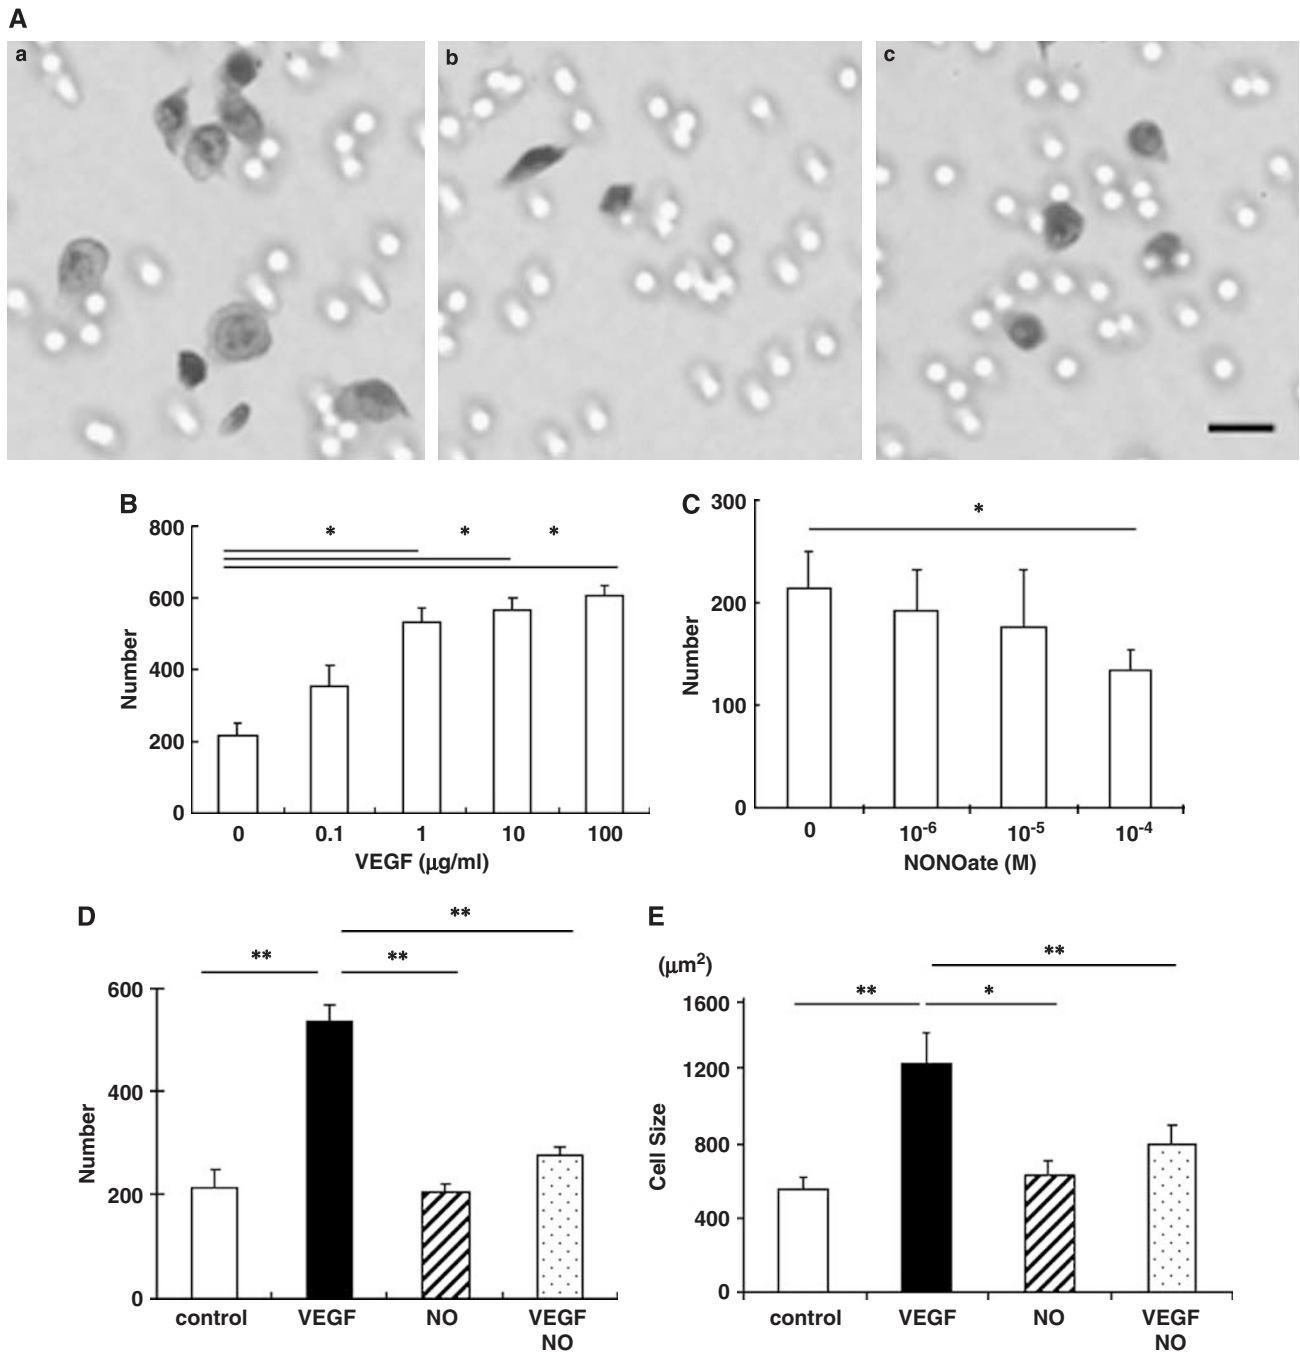 A
a
b
c
B
800
600
400
200
0
Number
* * *
0 0.1 1 10 100
VEGF (μg/ml)
C
300
200
100
0
Number
*
0 10-6 10-5 10-4
NONOate (M)
D
600
400
200
0
Number
**
** **
control VEGF NO VEGF
NO
E
(μm2)
1600
1200
800
400
0
Cell Size
**
** *
control VEGF NO VEGF
NO